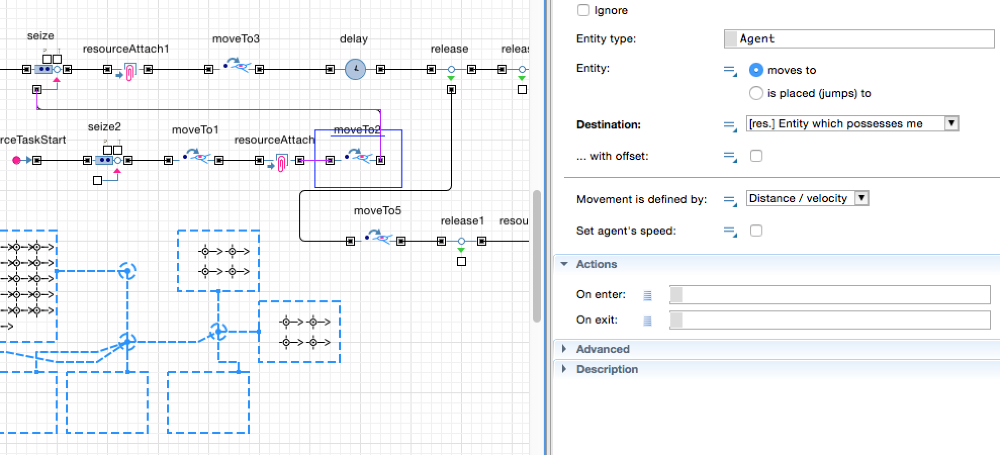 seize
resourceAttach1
moveTo3
delay
release
releas
seize2
rceTaskStart
moveTo1
resourceAttach
moveTo2
moveTo5
release1
resou
Ignore
Entity type:
Agent
Entity:
moves to
is placed (jumps) to
Destination:
[res.] Entity which possesses me
... with offset:
Movement is defined by:
Distance / velocity
Set agent's speed:
Actions
On enter:
On exit:
Advanced
Description